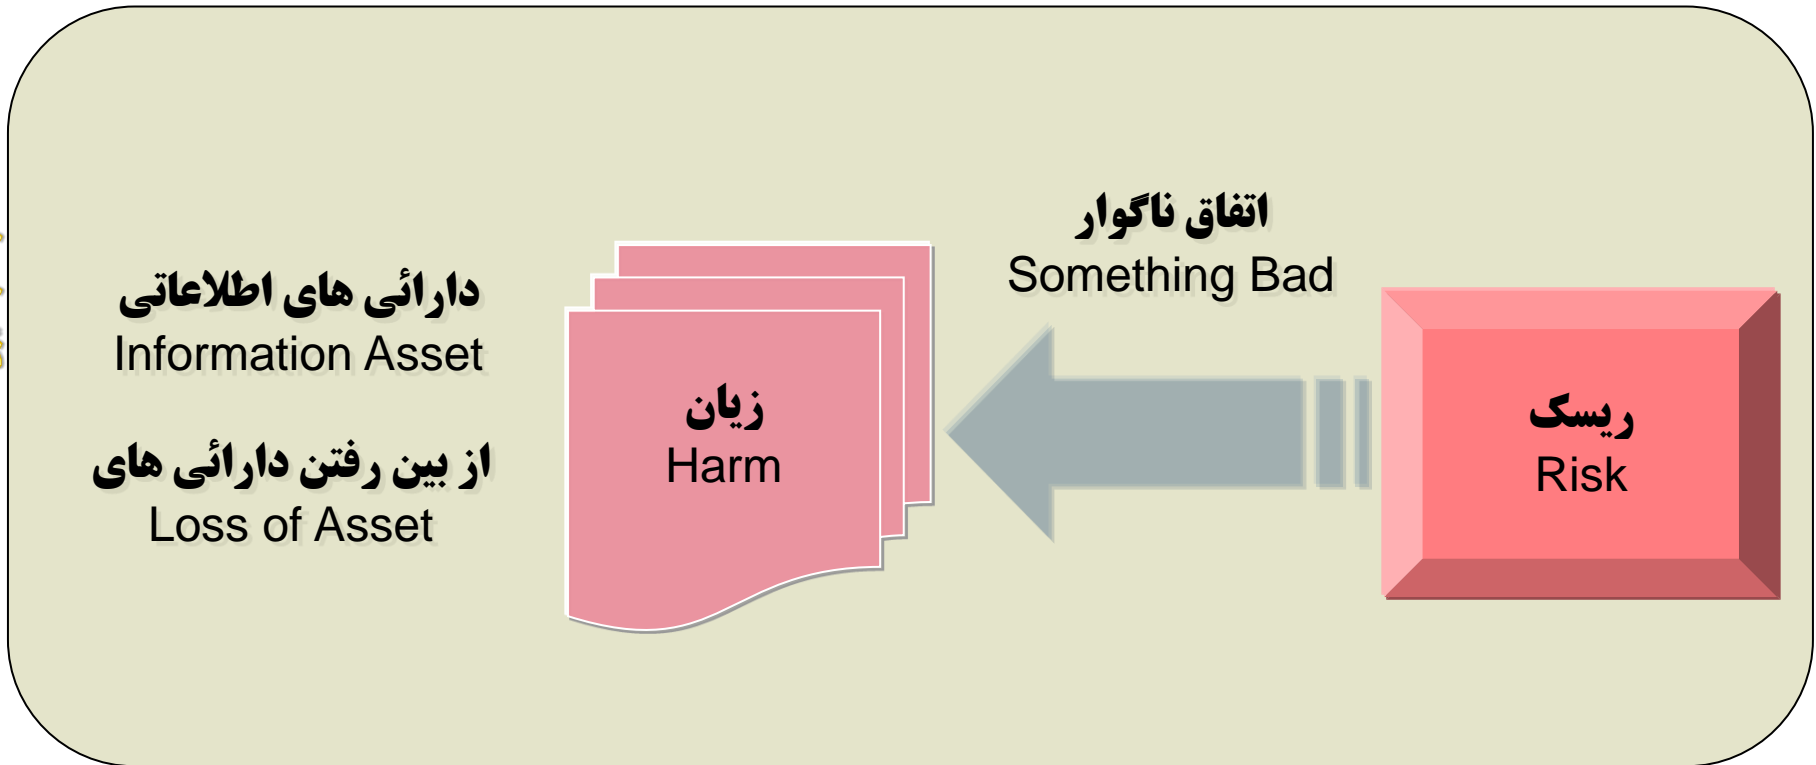 اتفاق ناگوار
Something Bad
ریسک
Risk
زیان
Harm
دارائی های اطلاعاتی
Information Asset
از بین رفتن دارائی های
Loss of Asset